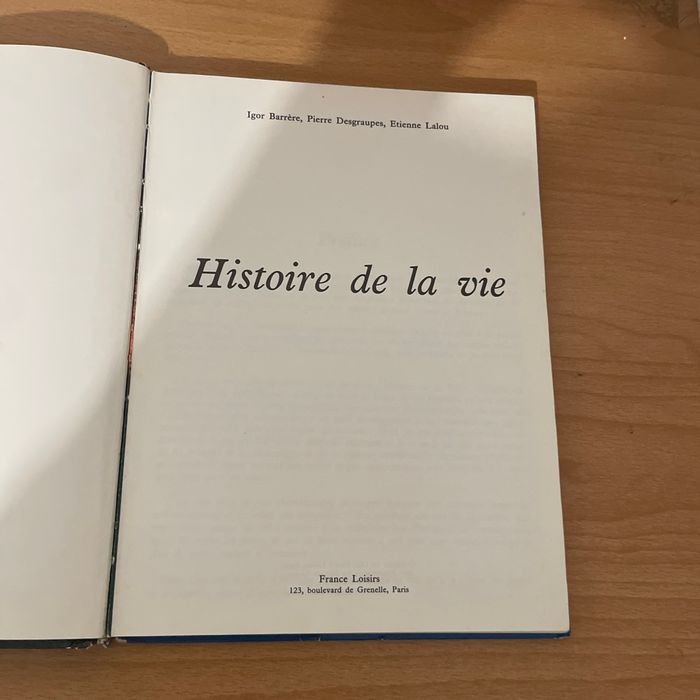 Igor Barrère, Pierre Desgraupes, Etienne Lalou
Histoire de la vie
France Loisirs
123, boulevard de Grenelle, Paris